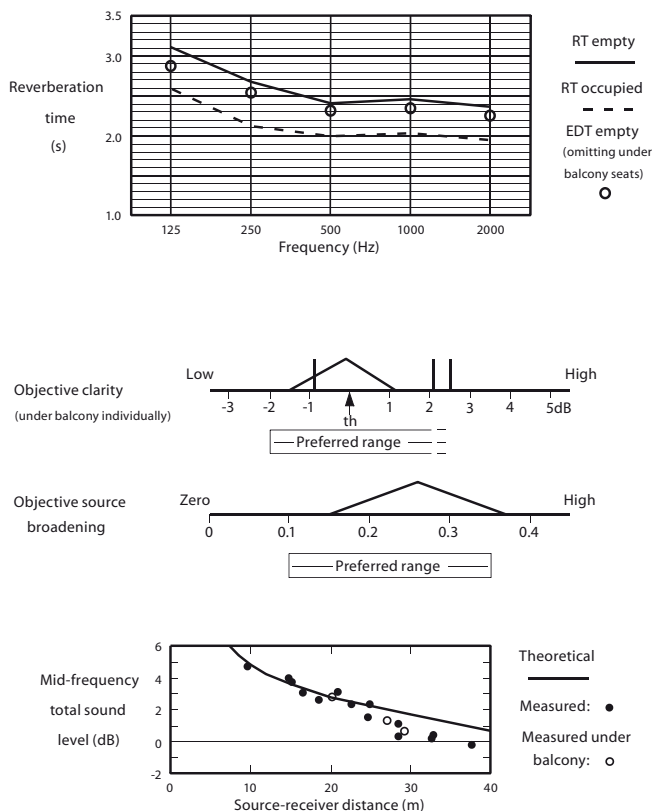 3.5
3.0
2.0
1.0
Reverberation
time
(s)
125 250 500 1000 2000
Frequency (Hz)
RT empty
RT occupied
EDT empty
(omitting under
balcony seats)
Objective clarity
(under balcony individually)
Low High
-3 -2 -1 1 2 3 4 5dB
th
Preferred range
Objective source
broadening
Zero High
0 0.1 0.2 0.3 0.4
Preferred range
Mid-frequency
total sound
level (dB)
6
4
2
0
-2
0 10 20 30 40
Source-receiver distance (m)
Theoretical
Measured:
Measured under
balcony: